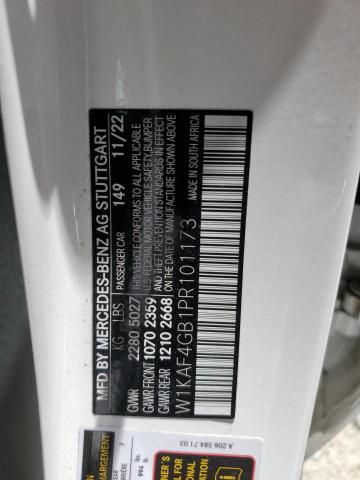 MFD BY MERCEDES-BENZ AG STUTTGART
PASSENGER CAR 149 11/22
KG LBS
GVWR 2280 5027
GAWR FRONT 1070 2359
GAWR REAR 1210 2668
THIS VEHICLE CONFORMS TO ALL APPLICABLE
U.S. FEDERAL MOTOR VEHICLE SAFETY, BUMPER
AND THEFT PREVENTION STANDARDS IN EFFECT
ON THE DATE OF MANUFACTURE SHOWN ABOVE
MADE IN SOUTH AFRICA
W1KAF4GB1PR101173
A 206 584 71 03
CHARGEMENT
994 lbs.